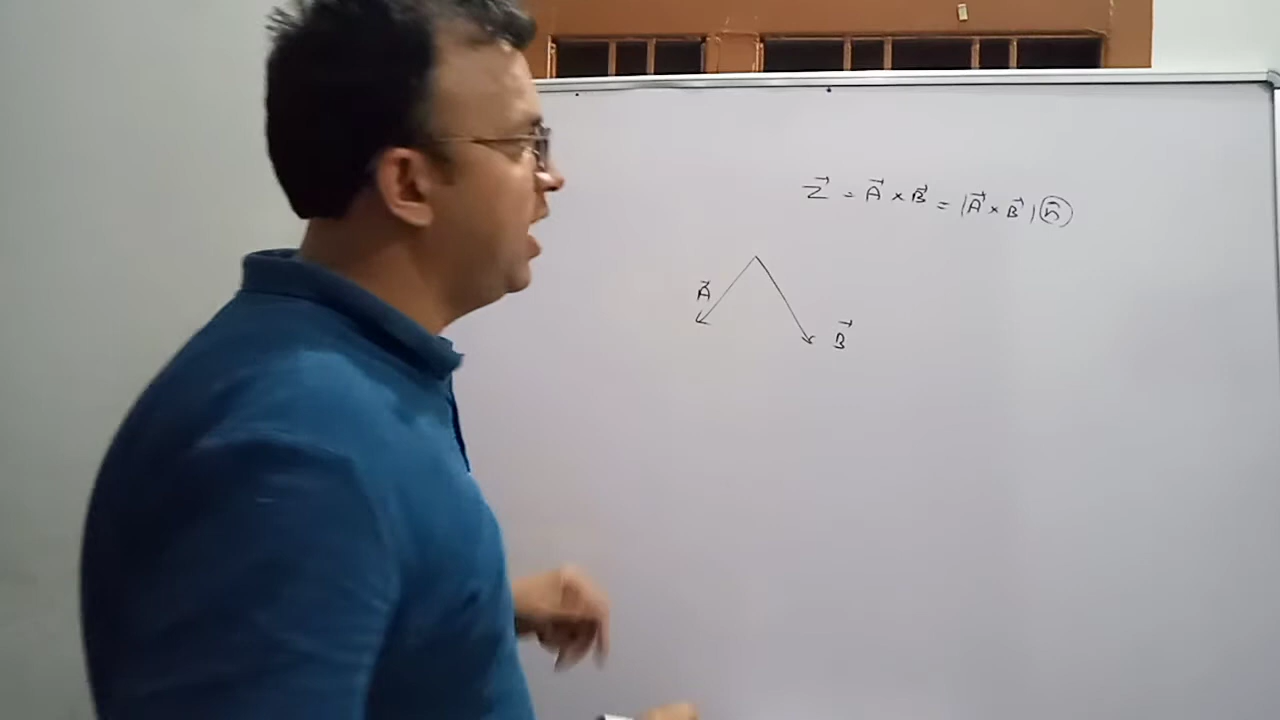 Z⃗ = A⃗ × B⃗ = |A⃗ × B⃗| n̂
A⃗
B⃗